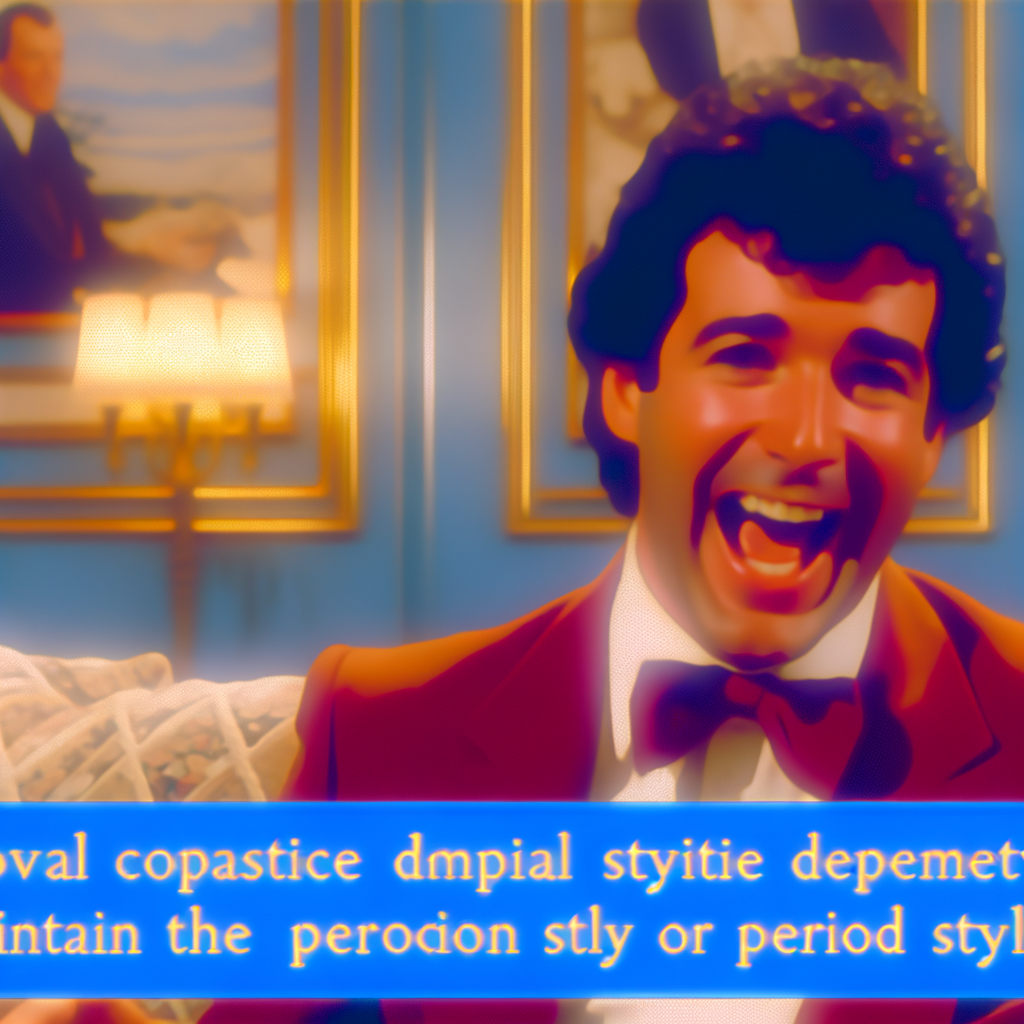 oval copastice dmpial styitie depemety
intain the perocion stly or period styl